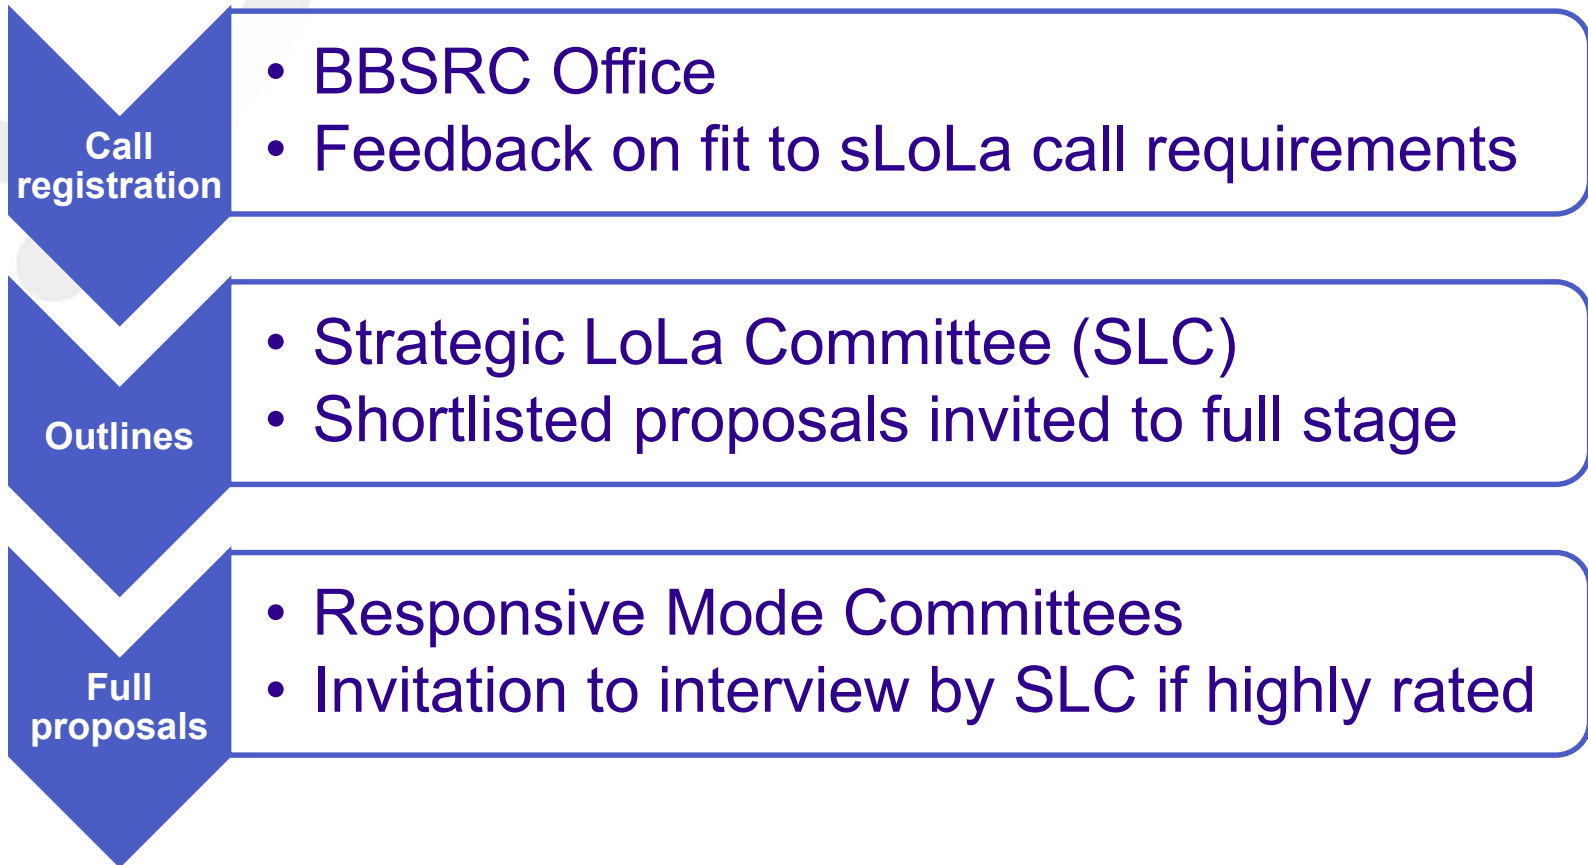 Call
registration
• BBSRC Office
• Feedback on fit to sLoLa call requirements
Outlines
• Strategic LoLa Committee (SLC)
• Shortlisted proposals invited to full stage
Full
proposals
• Responsive Mode Committees
• Invitation to interview by SLC if highly rated